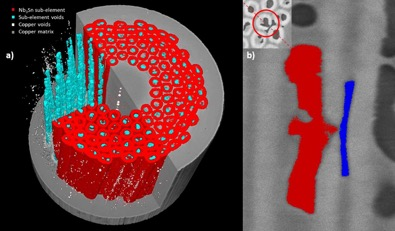 Nb₃Sn sub-element
Sub-element voids
Copper voids
Copper matrix
a)
b)